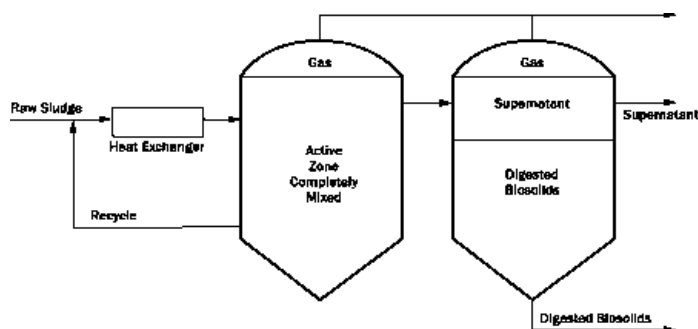 Gas
Gas
Raw Sludge
Supernatant
Supernatant
Heat Exchanger
Active
Zone
Completely
Mixed
Digested
Biosolids
Recycle
Digested Biosolids